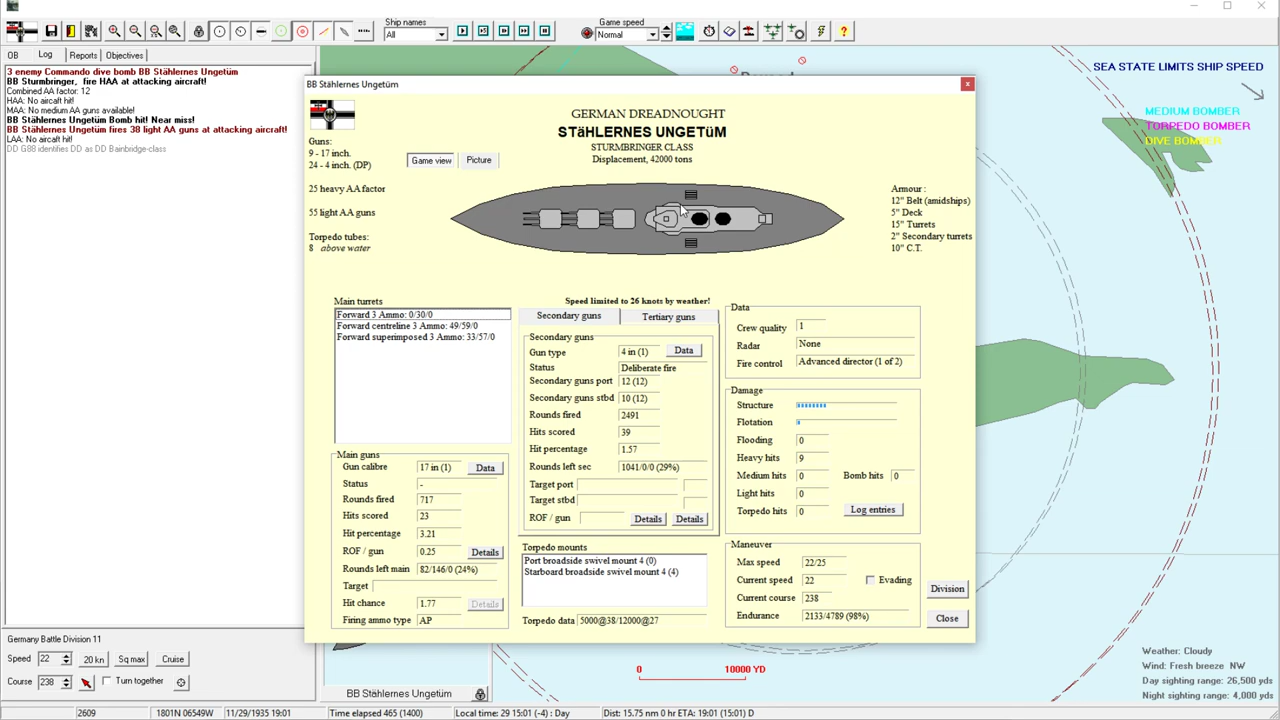 Ship names
All
Game speed
Normal
OB
Log
Reports
Objectives
3 enemy Commando dive bomb BB Stählernes Ungetüm
BB Sturmbringer, fire HAA at attacking aircraft!
Combined AA factor: 12
HAA: No aircaft hit!
MAA: No medium AA guns available!
BB Stählernes Ungetüm Bomb hit! Near miss!
BB Stählernes Ungetüm fires 38 light AA guns at attacking aircraft!
LAA: No aircaft hit!
DD G88 identifies DD as DD Bainbridge-class
SEA STATE LIMITS SHIP SPEED
MEDIUM BOMBER
TORPEDO BOMBER
DIVE BOMBER
BB Stählernes Ungetüm
x
GERMAN DREADNOUGHT
STäHLERNES UNGETüM
STURMBRINGER CLASS
Displacement, 42000 tons
Guns:
9 - 17 inch.
24 - 4 inch. (DP)
25 heavy AA factor
55 light AA guns
Torpedo tubes:
8 above water
Game view
Picture
Armour :
12" Belt (amidships)
5" Deck
15" Turrets
2" Secondary turrets
10" C.T.
Speed limited to 26 knots by weather!
Main turrets
Forward 3 Ammo: 0/30/0
Forward centreline 3 Ammo: 49/59/0
Forward superimposed 3 Ammo: 33/57/0
Main guns
Gun calibre 17 in (1) Data
Status -
Rounds fired 717
Hits scored 23
Hit percentage 3.21
ROF / gun 0.25 Details
Rounds left main 82/146/0 (24%)
Target
Hit chance 1.77 Details
Firing ammo type AP
Secondary guns
Tertiary guns
Secondary guns
Gun type 4 in (1) Data
Status Deliberate fire
Secondary guns port 12 (12)
Secondary guns stbd 10 (12)
Rounds fired 2491
Hits scored 39
Hit percentage 1.57
Rounds left sec 1041/0/0 (29%)
Target port
Target stbd
ROF / gun Details Details
Torpedo mounts
Port broadside swivel mount 4 (0)
Starboard broadside swivel mount 4 (4)
Torpedo data 5000@38/12000@27
Data
Crew quality 1
Radar None
Fire control Advanced director (1 of 2)
Damage
Structure
Flotation
Flooding 0
Heavy hits 9
Medium hits 0 Bomb hits 0
Light hits 0
Torpedo hits 0 Log entries
Maneuver
Max speed 22/25
Current speed 22 Evading
Current course 238
Endurance 2133/4789 (98%)
Division
Close
Germany Battle Division 11
Speed 22 20 kn Sq max Cruise
Course 238 Turn together
BB Stählernes Ungetüm
0 10000 YD
Weather: Cloudy
Wind: Fresh breeze NW
Day sighting range: 26,500 yds
Night sighting range: 4,000 yds
2609
1801N 06549W
11/29/1935 19:01
Time elapsed 465 (1400)
Local time: 29 15:01 (-4) : Day
Dist: 15.75 nm 0 hr ETA: 19:01 (15:01) D